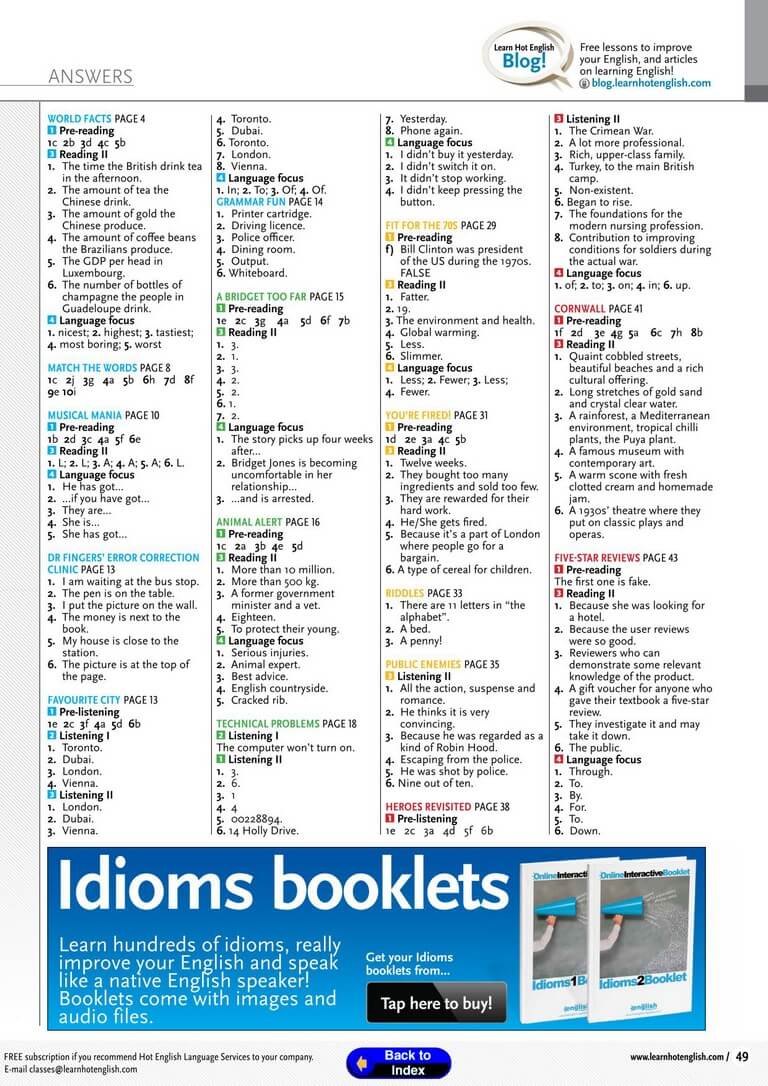 ANSWERS
Learn Hot English
Blog!
Free lessons to improve
your English, and articles
on learning English!
blog.learnhotenglish.com
WORLD FACTS PAGE 4
1 Pre-reading
1c 2b 3d 4c 5b
3 Reading II
1. The time the British drink tea
in the afternoon.
2. The amount of tea the
Chinese drink.
3. The amount of gold the
Chinese produce.
4. The amount of coffee beans
the Brazilians produce.
5. The GDP per head in
Luxembourg.
6. The number of bottles of
champagne the people in
Guadeloupe drink.
4 Language focus
1. nicest; 2. highest; 3. tastiest;
4. most boring; 5. worst
MATCH THE WORDS PAGE 8
1c 2j 3g 4a 5b 6h 7d 8f
9e 10i
MUSICAL MANIA PAGE 10
1 Pre-reading
1b 2d 3c 4a 5f 6e
3 Reading II
1. L; 2. L; 3. A; 4. A; 5. A; 6. L.
4 Language focus
1. He has got...
2. ...if you have got...
3. They are...
4. She is...
5. She has got...
DR FINGERS' ERROR CORRECTION
CLINIC PAGE 13
1. I am waiting at the bus stop.
2. The pen is on the table.
3. I put the picture on the wall.
4. The money is next to the
book.
5. My house is close to the
station.
6. The picture is at the top of
the page.
FAVOURITE CITY PAGE 13
1 Pre-listening
1e 2c 3f 4a 5d 6b
2 Listening I
1. Toronto.
2. Dubai.
3. London.
4. Vienna.
3 Listening II
1. London.
2. Dubai.
3. Vienna.
4. Toronto.
5. Dubai.
6. Toronto.
7. London.
8. Vienna.
4 Language focus
1. In; 2. To; 3. Of; 4. Of.
GRAMMAR FUN PAGE 14
1. Printer cartridge.
2. Driving licence.
3. Police officer.
4. Dining room.
5. Output.
6. Whiteboard.
A BRIDGET TOO FAR PAGE 15
1 Pre-reading
1e 2c 3g 4a 5d 6f 7b
3 Reading II
1. 3.
2. 1.
3. 3.
4. 2.
5. 2.
6. 1.
7. 2.
4 Language focus
1. The story picks up four weeks
after...
2. Bridget Jones is becoming
uncomfortable in her
relationship...
3. ...and is arrested.
ANIMAL ALERT PAGE 16
1 Pre-reading
1c 2a 3b 4e 5d
3 Reading II
1. More than 10 million.
2. More than 500 kg.
3. A former government
minister and a vet.
4. Eighteen.
5. To protect their young.
4 Language focus
1. Serious injuries.
2. Animal expert.
3. Best advice.
4. English countryside.
5. Cracked rib.
TECHNICAL PROBLEMS PAGE 18
2 Listening I
The computer won't turn on.
1 Listening II
1. 3.
2. 6.
3. 1
4. 4
5. 00228894.
6. 14 Holly Drive.
7. Yesterday.
8. Phone again.
4 Language focus
1. I didn't buy it yesterday.
2. I didn't switch it on.
3. It didn't stop working.
4. I didn't keep pressing the
button.
FIT FOR THE 70S PAGE 29
1 Pre-reading
f) Bill Clinton was president
of the US during the 1970s.
FALSE
3 Reading II
1. Fatter.
2. 19.
3. The environment and health.
4. Global warming.
5. Less.
6. Slimmer.
4 Language focus
1. Less; 2. Fewer; 3. Less;
4. Fewer.
YOU'RE FIRED! PAGE 31
1 Pre-reading
1d 2e 3a 4c 5b
3 Reading II
1. Twelve weeks.
2. They bought too many
ingredients and sold too few.
3. They are rewarded for their
hard work.
4. He/She gets fired.
5. Because it's a part of London
where people go for a
bargain.
6. A type of cereal for children.
RIDDLES PAGE 33
1. There are 11 letters in "the
alphabet".
2. A bed.
3. A penny!
PUBLIC ENEMIES PAGE 35
3 Listening II
1. All the action, suspense and
romance.
2. He thinks it is very
convincing.
3. Because he was regarded as a
kind of Robin Hood.
4. Escaping from the police.
5. He was shot by police.
6. Nine out of ten.
HEROES REVISITED PAGE 38
1 Pre-listening
1e 2c 3a 4d 5f 6b
3 Listening II
1. The Crimean War.
2. A lot more professional.
3. Rich, upper-class family.
4. Turkey, to the main British
camp.
5. Non-existent.
6. Began to rise.
7. The foundations for the
modern nursing profession.
8. Contribution to improving
conditions for soldiers during
the actual war.
4 Language focus
1. of; 2. to; 3. on; 4. in; 6. up.
CORNWALL PAGE 41
1 Pre-reading
1f 2d 3e 4g 5a 6c 7h 8b
3 Reading II
1. Quaint cobbled streets,
beautiful beaches and a rich
cultural offering.
2. Long stretches of gold sand
and crystal clear water.
3. A rainforest, a Mediterranean
environment, tropical chilli
plants, the Puya plant.
4. A famous museum with
contemporary art.
5. A warm scone with fresh
clotted cream and homemade
jam.
6. A 1930s' theatre where they
put on classic plays and
operas.
FIVE-STAR REVIEWS PAGE 43
1 Pre-reading
The first one is fake.
3 Reading II
1. Because she was looking for
a hotel.
2. Because the user reviews
were so good.
3. Reviewers who can
demonstrate some relevant
knowledge of the product.
4. A gift voucher for anyone who
gave their textbook a five-star
review.
5. They investigate it and may
take it down.
6. The public.
4 Language focus
1. Through.
2. To.
3. By.
4. For.
5. To.
6. Down.
Idioms booklets
Learn hundreds of idioms, really
improve your English and speak
like a native English speaker!
Booklets come with images and
audio files.
Get your Idioms
booklets from...
Tap here to buy!
OnlineInteracti
Idioms1B
english
OnlineInteractiveBooklet
Idioms2Booklet
english
FREE subscription if you recommend Hot English Language Services to your company.
E-mail classes@learnhotenglish.com
Back to
Index
www.learnhotenglish.com / 49